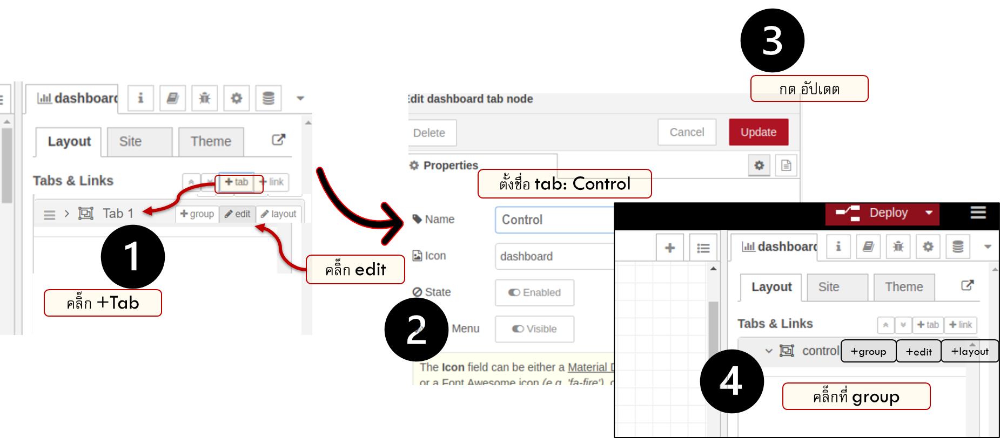 dashboard
Layout
Site
Theme
Tabs & Links
+ tab
+ link
Tab 1
+ group
edit
layout
1
คลิ๊ก +Tab
คลิ๊ก edit
3
กด อัปเดต
Edit dashboard tab node
Delete
Cancel
Update
Properties
ตั้งชื่อ tab: Control
Name
Control
Icon
dashboard
State
Enabled
Menu
Visible
2
The Icon field can be either a Material D
or a Font Awesome icon (e.g. 'fa-fire'),
Deploy
dashboard
Layout
Site
Theme
Tabs & Links
+ tab
+ link
control
+group
+edit
+layout
4
คลิ๊กที่ group